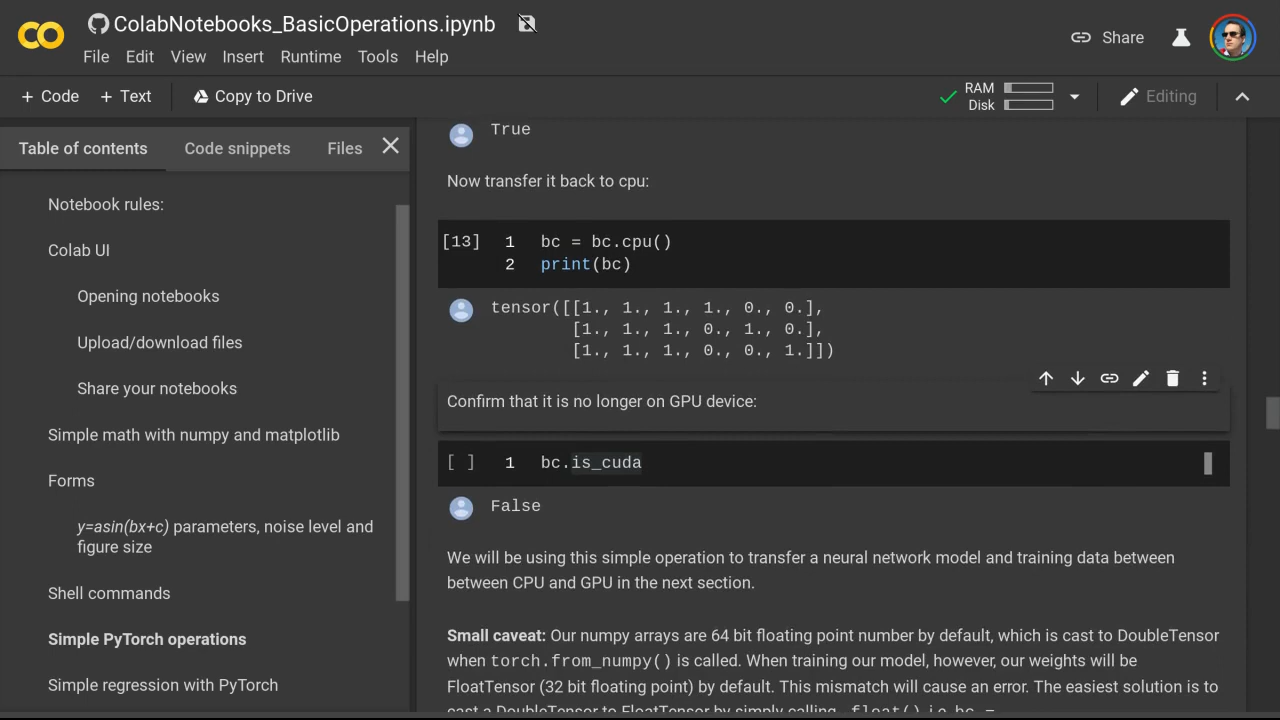 ColabNotebooks_BasicOperations.ipynb
File Edit View Insert Runtime Tools Help
Share
+ Code + Text Copy to Drive
RAM
Disk
Editing
Table of contents Code snippets Files
Notebook rules:
Colab UI
Opening notebooks
Upload/download files
Share your notebooks
Simple math with numpy and matplotlib
Forms
y=asin(bx+c) parameters, noise level and
figure size
Shell commands
Simple PyTorch operations
Simple regression with PyTorch
True
Now transfer it back to cpu:
[13] 1 bc = bc.cpu()
2 print(bc)
tensor([[1., 1., 1., 1., 0., 0.],
[1., 1., 1., 0., 1., 0.],
[1., 1., 1., 0., 0., 1.]])
Confirm that it is no longer on GPU device:
[ ] 1 bc.is_cuda
False
We will be using this simple operation to transfer a neural network model and training data between
between CPU and GPU in the next section.
Small caveat: Our numpy arrays are 64 bit floating point number by default, which is cast to DoubleTensor
when torch.from_numpy() is called. When training our model, however, our weights will be
FloatTensor (32 bit floating point) by default. This mismatch will cause an error. The easiest solution is to
cast a DoubleTensor to FloatTensor by simply calling .float() i.e bc =